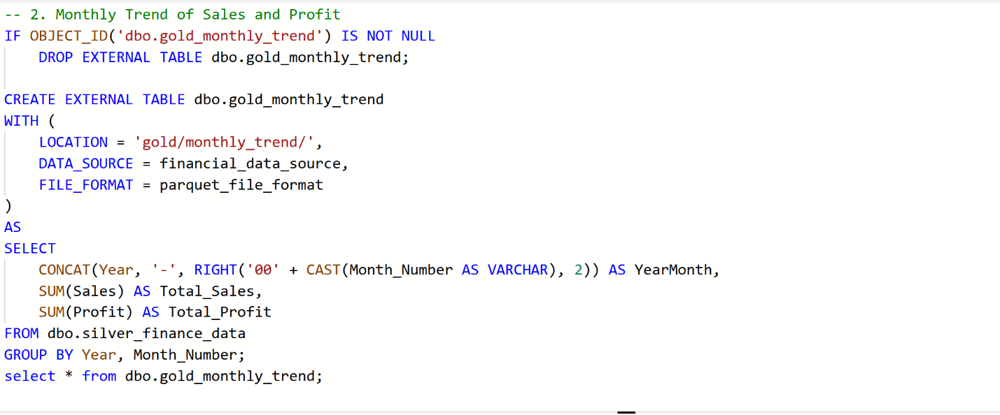 -- 2. Monthly Trend of Sales and Profit
IF OBJECT_ID('dbo.gold_monthly_trend') IS NOT NULL
    DROP EXTERNAL TABLE dbo.gold_monthly_trend;

CREATE EXTERNAL TABLE dbo.gold_monthly_trend
WITH (
    LOCATION = 'gold/monthly_trend/',
    DATA_SOURCE = financial_data_source,
    FILE_FORMAT = parquet_file_format
)
AS
SELECT
    CONCAT(Year, '-', RIGHT('00' + CAST(Month_Number AS VARCHAR), 2)) AS YearMonth,
    SUM(Sales) AS Total_Sales,
    SUM(Profit) AS Total_Profit
FROM dbo.silver_finance_data
GROUP BY Year, Month_Number;
select * from dbo.gold_monthly_trend;